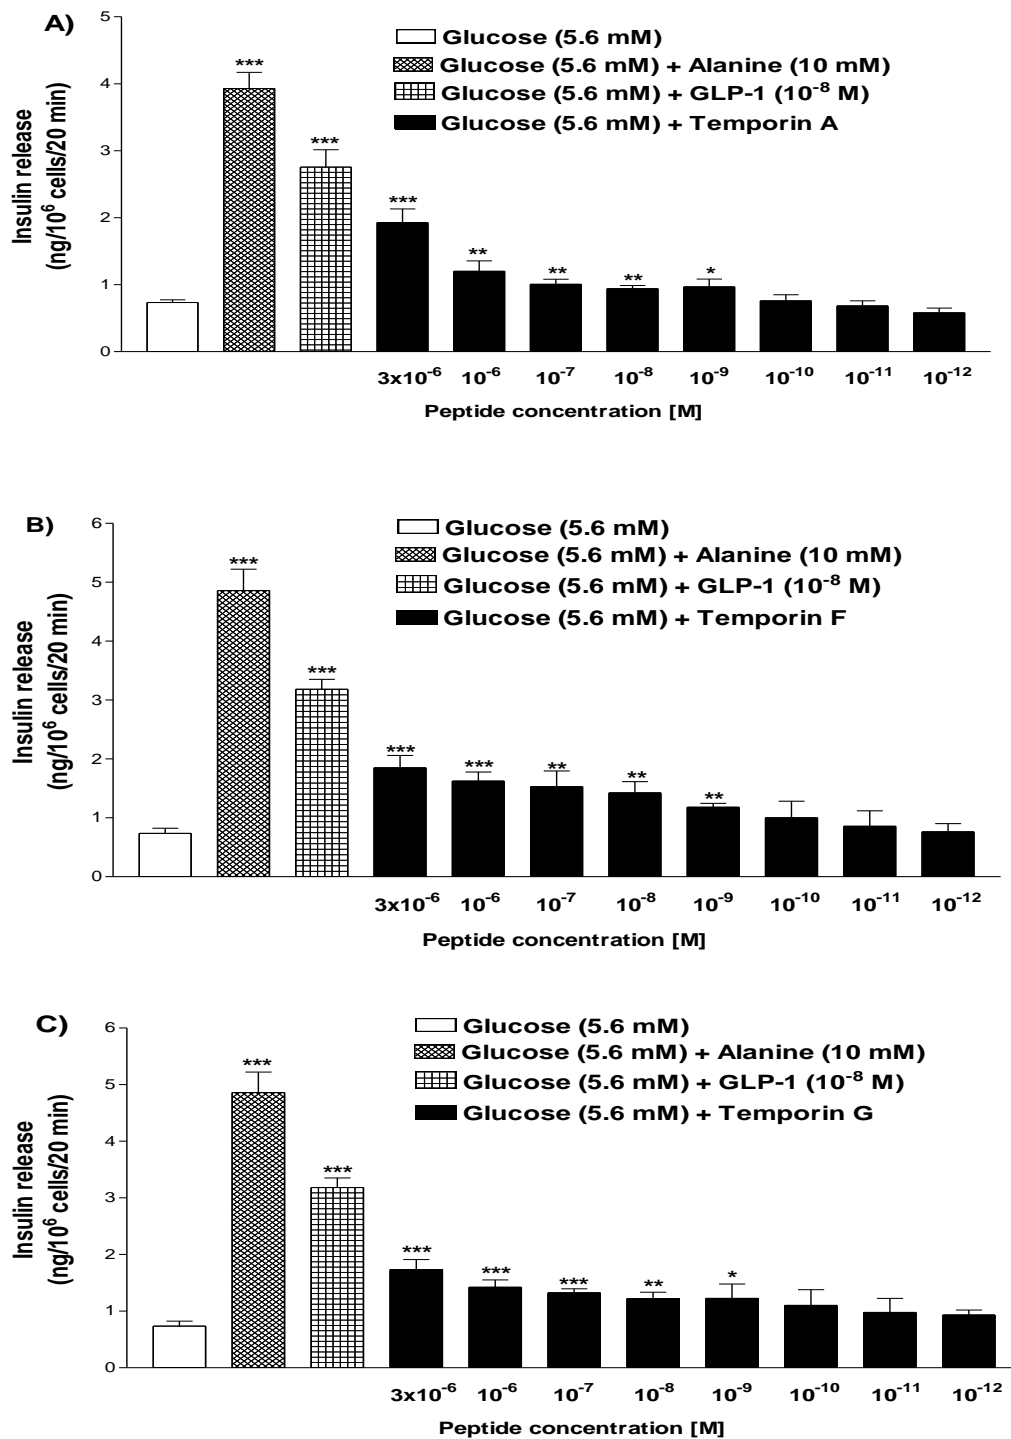 A)
Glucose (5.6 mM)
Glucose (5.6 mM) + Alanine (10 mM)
Glucose (5.6 mM) + GLP-1 (10⁻⁸ M)
Glucose (5.6 mM) + Temporin A
Insulin release
(ng/10⁶ cells/20 min)
5
4
3
2
1
0
*** *** *** ** ** ** *
3x10⁻⁶ 10⁻⁶ 10⁻⁷ 10⁻⁸ 10⁻⁹ 10⁻¹⁰ 10⁻¹¹ 10⁻¹²
Peptide concentration [M]
B)
Glucose (5.6 mM)
Glucose (5.6 mM) + Alanine (10 mM)
Glucose (5.6 mM) + GLP-1 (10⁻⁸ M)
Glucose (5.6 mM) + Temporin F
Insulin release
(ng/10⁶ cells/20 min)
6
5
4
3
2
1
0
*** *** *** *** ** ** **
3x10⁻⁶ 10⁻⁶ 10⁻⁷ 10⁻⁸ 10⁻⁹ 10⁻¹⁰ 10⁻¹¹ 10⁻¹²
Peptide concentration [M]
C)
Glucose (5.6 mM)
Glucose (5.6 mM) + Alanine (10 mM)
Glucose (5.6 mM) + GLP-1 (10⁻⁸ M)
Glucose (5.6 mM) + Temporin G
Insulin release
(ng/10⁶ cells/20 min)
6
5
4
3
2
1
0
*** *** *** *** *** ** *
3x10⁻⁶ 10⁻⁶ 10⁻⁷ 10⁻⁸ 10⁻⁹ 10⁻¹⁰ 10⁻¹¹ 10⁻¹²
Peptide concentration [M]